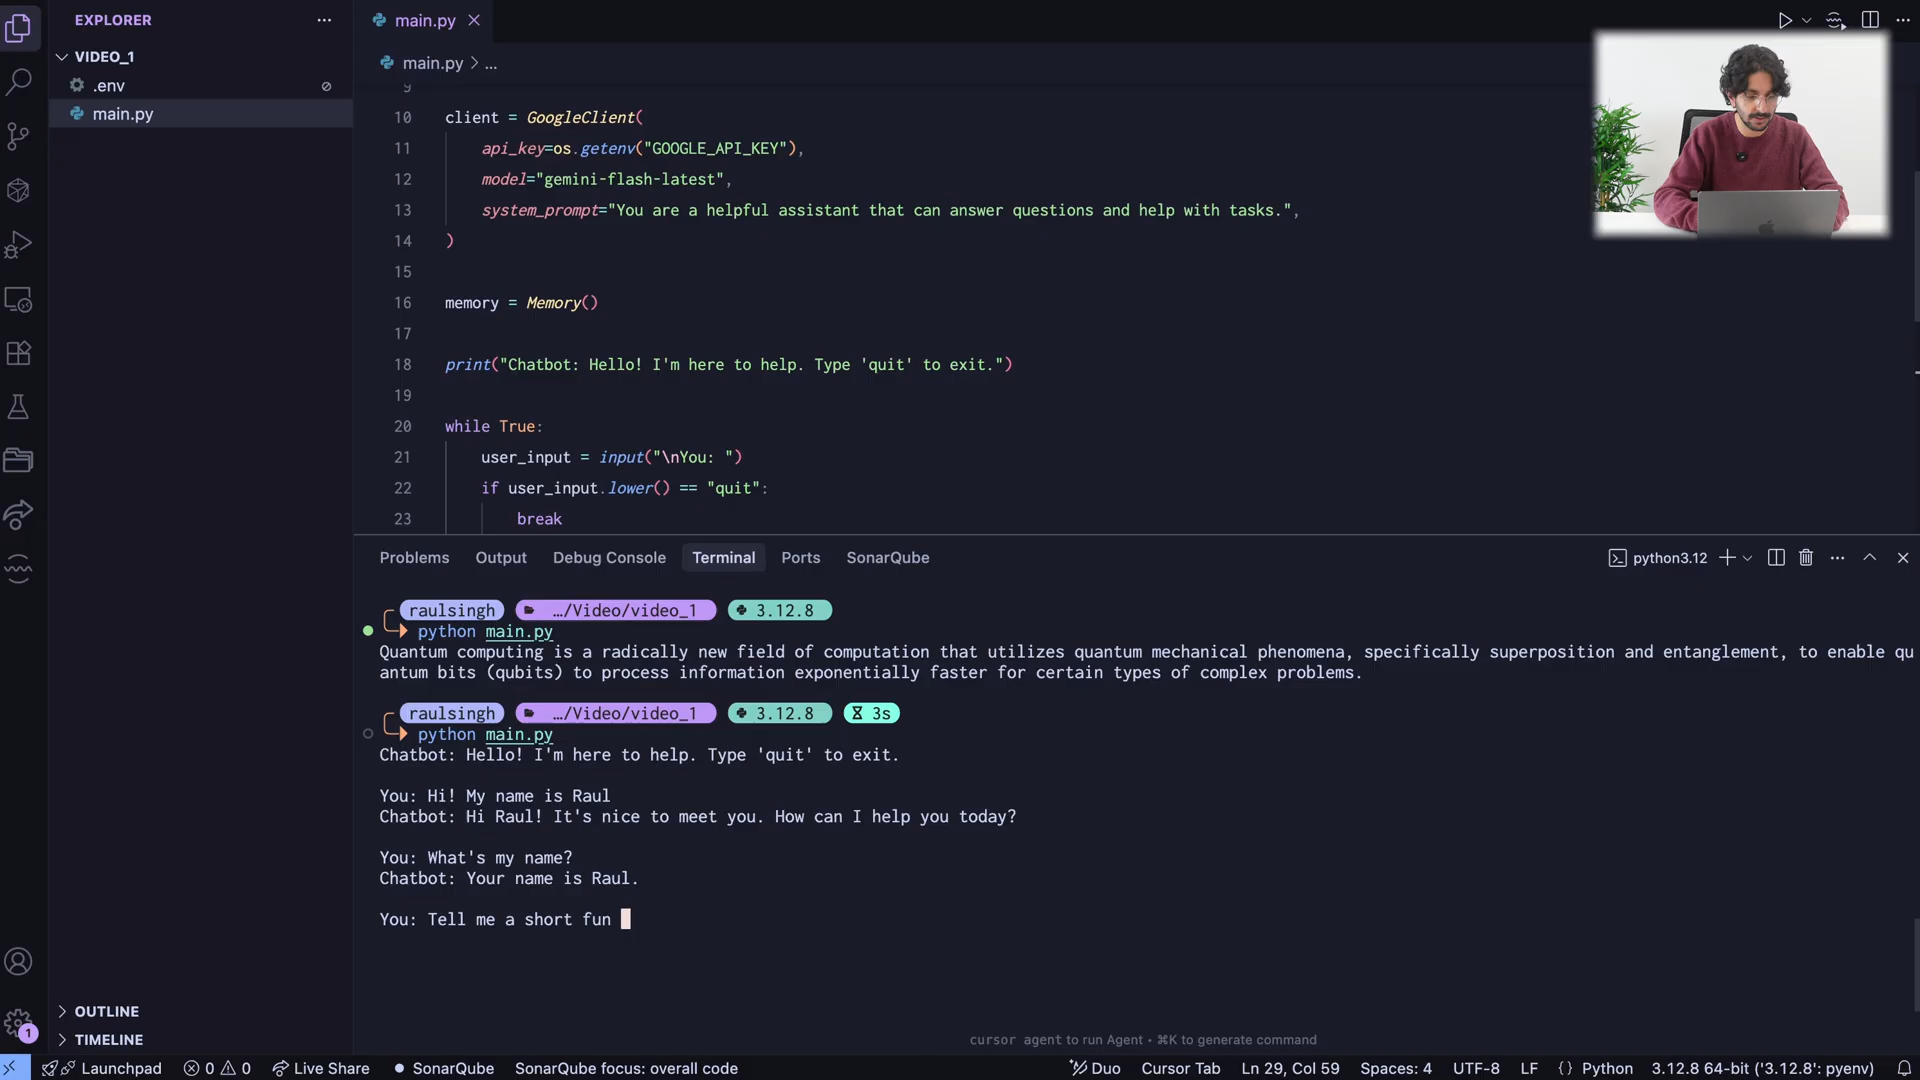 EXPLORER
VIDEO_1
.env
main.py
OUTLINE
TIMELINE
1
main.py
main.py > ...
9
10 client = GoogleClient(
11 api_key=os.getenv("GOOGLE_API_KEY"),
12 model="gemini-flash-latest",
13 system_prompt="You are a helpful assistant that can answer questions and help with tasks.",
14 )
15
16 memory = Memory()
17
18 print("Chatbot: Hello! I'm here to help. Type 'quit' to exit.")
19
20 while True:
21 user_input = input("\nYou: ")
22 if user_input.lower() == "quit":
23 break
Problems Output Debug Console Terminal Ports SonarQube python3.12
raulsingh …/Video/video_1 3.12.8
python main.py
Quantum computing is a radically new field of computation that utilizes quantum mechanical phenomena, specifically superposition and entanglement, to enable qu
antum bits (qubits) to process information exponentially faster for certain types of complex problems.
raulsingh …/Video/video_1 3.12.8 3s
python main.py
Chatbot: Hello! I'm here to help. Type 'quit' to exit.
You: Hi! My name is Raul
Chatbot: Hi Raul! It's nice to meet you. How can I help you today?
You: What's my name?
Chatbot: Your name is Raul.
You: Tell me a short fun
cursor agent to run Agent • ⌘K to generate command
Launchpad 0 0 Live Share SonarQube SonarQube focus: overall code Duo Cursor Tab Ln 29, Col 59 Spaces: 4 UTF-8 LF {} Python 3.12.8 64-bit ('3.12.8': pyenv)